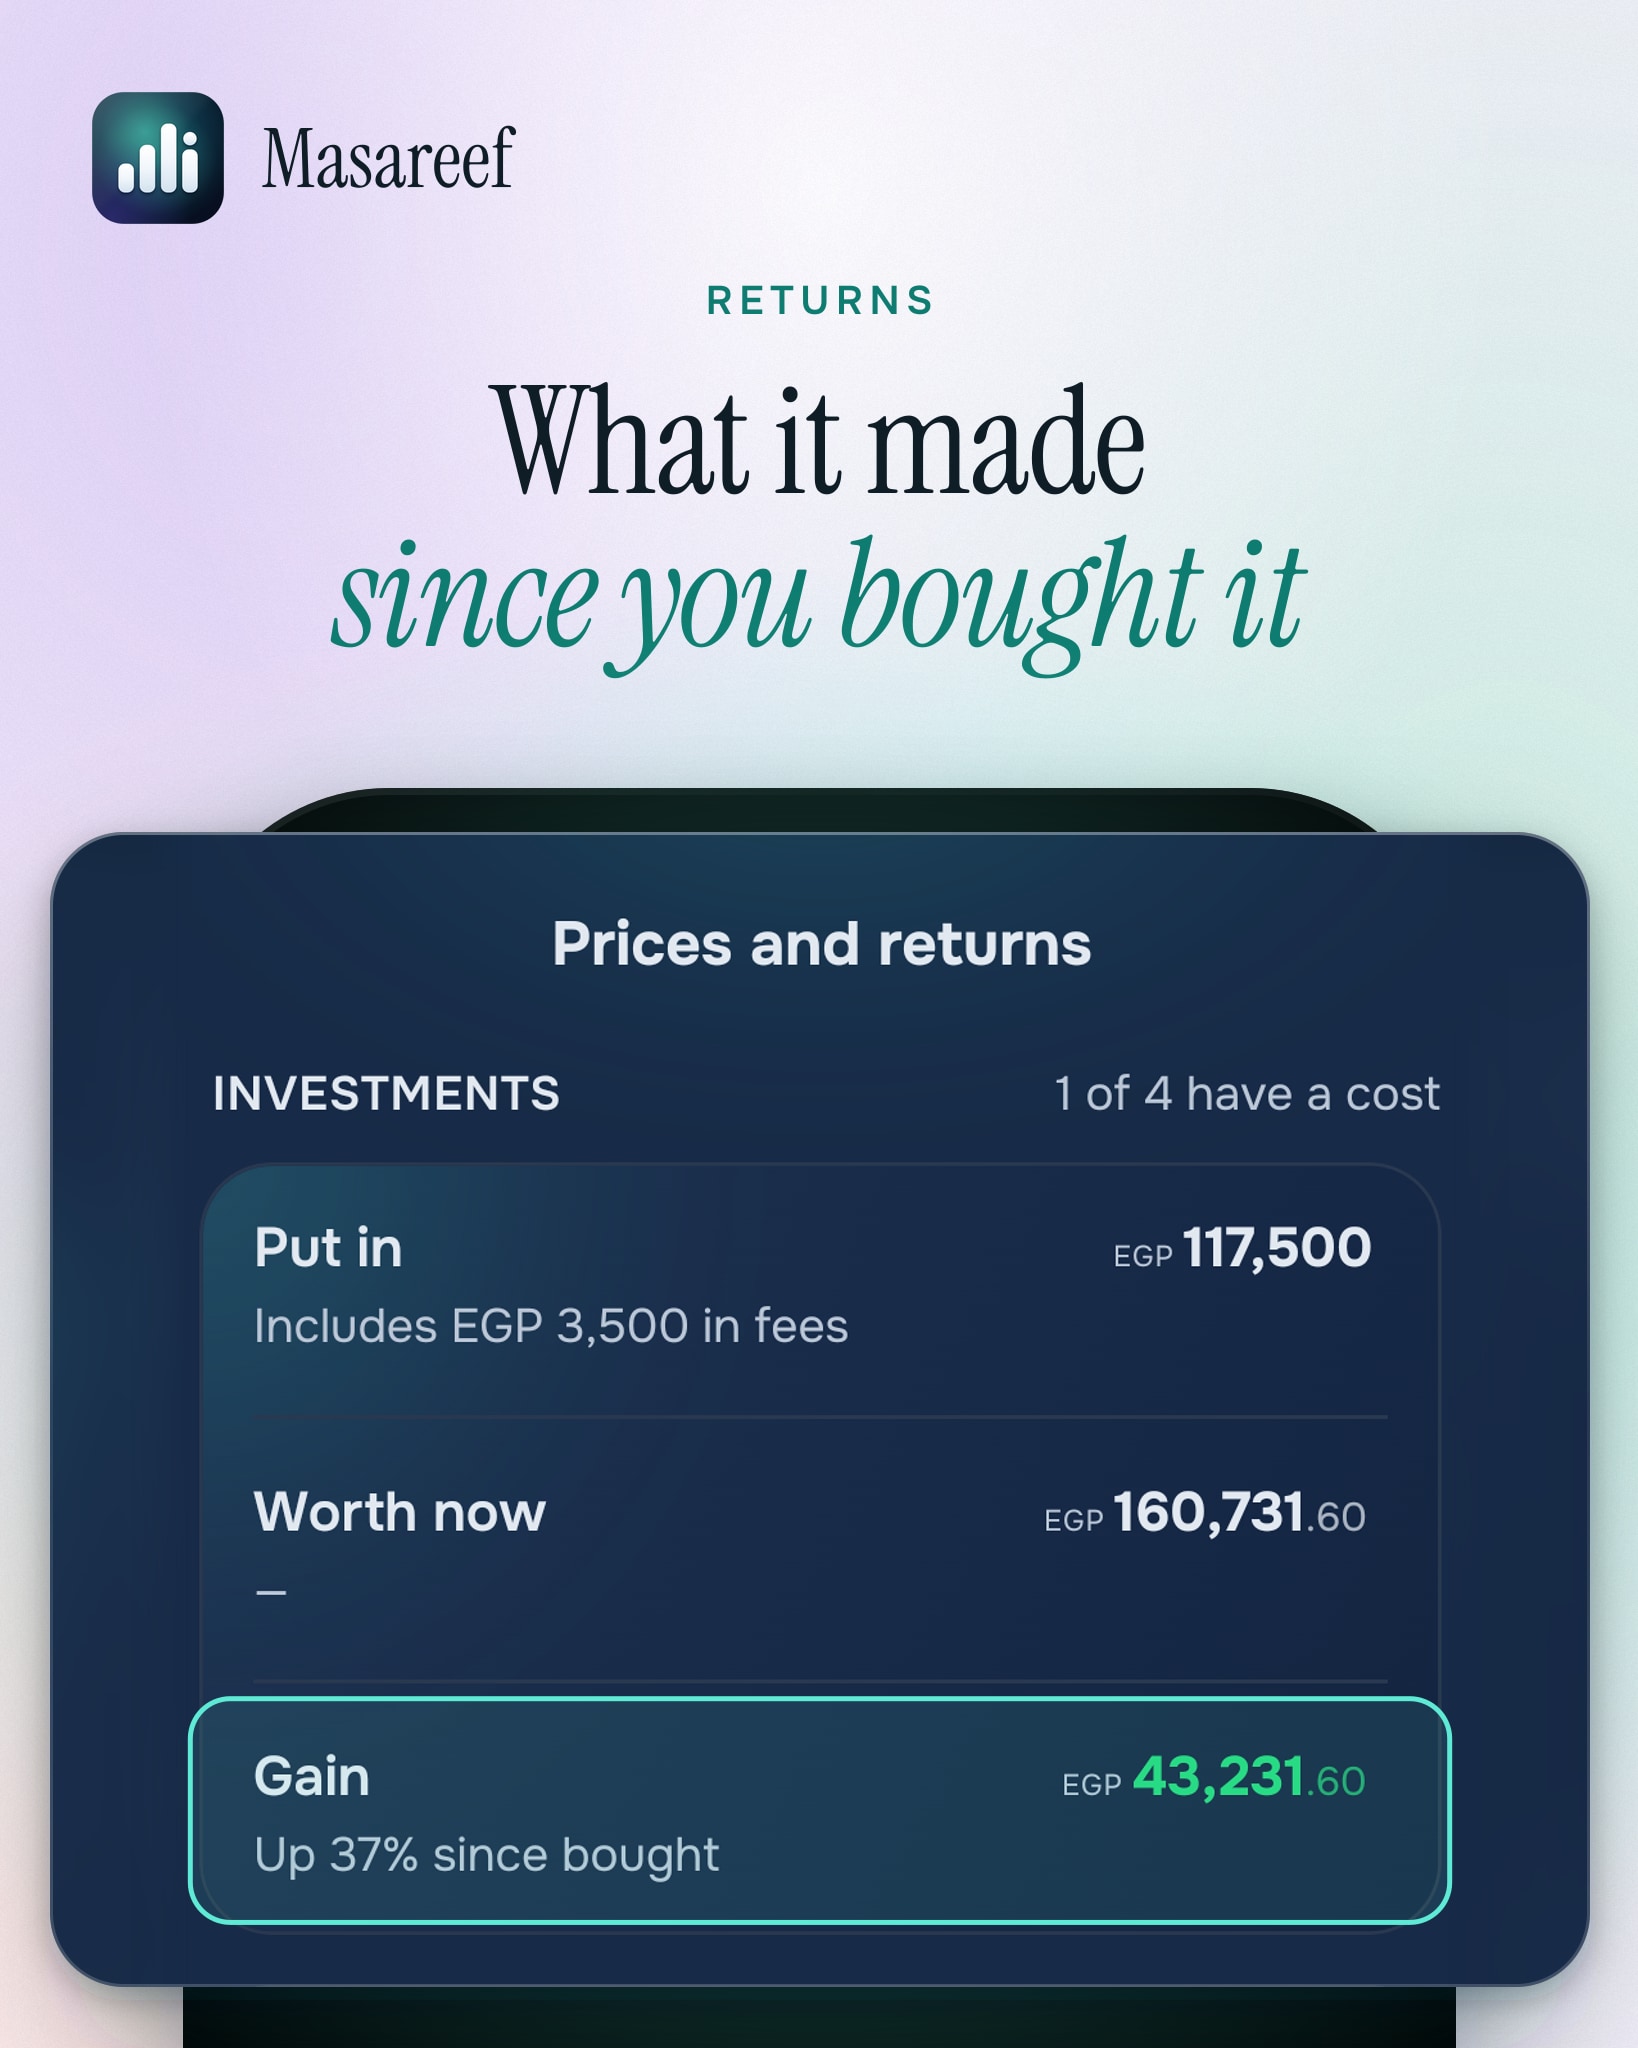 Masareef
RETURNS
What it made
since you bought it
Prices and returns
INVESTMENTS 1 of 4 have a cost
Put in EGP 117,500
Includes EGP 3,500 in fees
Worth now EGP 160,731.60
—
Gain EGP 43,231.60
Up 37% since bought